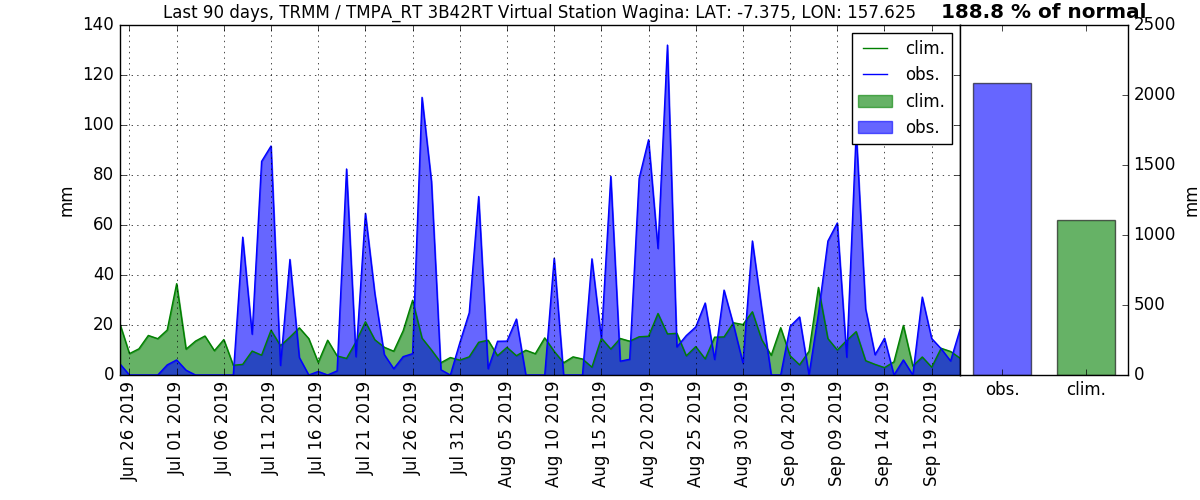 Last 90 days, TRMM / TMPA_RT 3B42RT Virtual Station Wagina: LAT: -7.375, LON: 157.625
188.8 % of normal
mm
140
120
100
80
60
40
20
0
clim.
obs.
clim.
obs.
2500
2000
1500
1000
500
0
mm
obs.
clim.
Jun 26 2019
Jul 01 2019
Jul 06 2019
Jul 11 2019
Jul 16 2019
Jul 21 2019
Jul 26 2019
Jul 31 2019
Aug 05 2019
Aug 10 2019
Aug 15 2019
Aug 20 2019
Aug 25 2019
Aug 30 2019
Sep 04 2019
Sep 09 2019
Sep 14 2019
Sep 19 2019